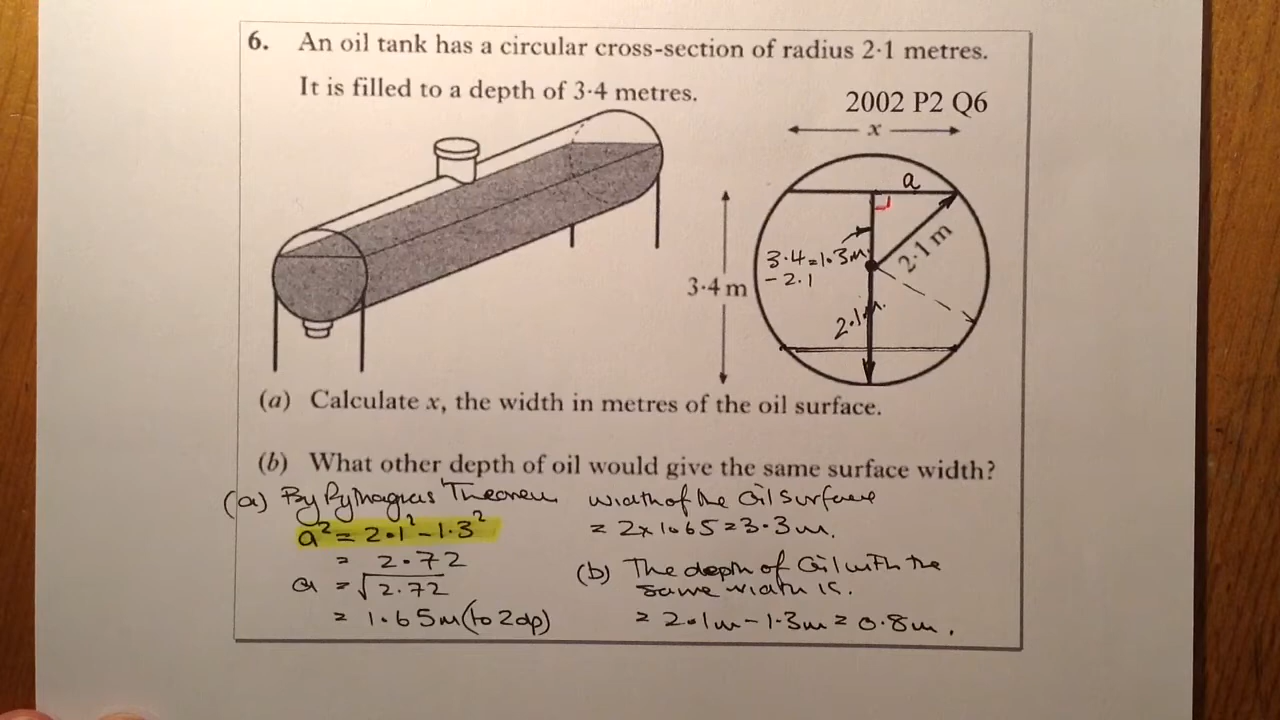 6. An oil tank has a circular cross-section of radius 2·1 metres.
It is filled to a depth of 3·4 metres.
2002 P2 Q6
x
a
2·1 m
3·4 = 1·3m
- 2·1
3·4 m
2·1m.
(a) Calculate x, the width in metres of the oil surface.
(b) What other depth of oil would give the same surface width?
(a) By Pythagras Theorem
a² = 2·1² - 1·3²
= 2·72
a = √2·72
= 1·65m (to 2dp)
width of the oil surface
= 2x1·65 = 3·3m.
(b) The depth of oil with the
same width is.
= 2·1m - 1·3m = 0·8m.